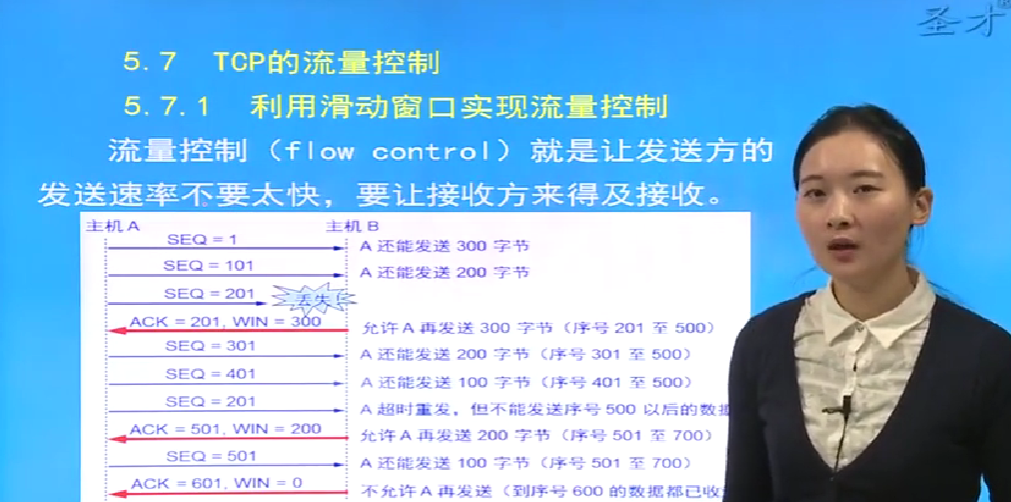 圣才
5.7 TCP的流量控制
5.7.1 利用滑动窗口实现流量控制
流量控制（flow control）就是让发送方的
发送速率不要太快，要让接收方来得及接收。
主机A 主机B
SEQ = 1 A 还能发送 300 字节
SEQ = 101 A 还能发送 200 字节
SEQ = 201 丢失！
ACK = 201, WIN = 300 允许A 再发送 300 字节（序号 201 至 500）
SEQ = 301 A 还能发送 200 字节（序号 301 至 500）
SEQ = 401 A 还能发送 100 字节（序号 401 至 500）
SEQ = 201 A 超时重发，但不能发送序号 500 以后的数据
ACK = 501, WIN = 200 允许A 再发送 200 字节（序号 501 至 700）
SEQ = 501 A 还能发送 100 字节（序号 501 至 700）
ACK = 601, WIN = 0 不允许A 再发送（到序号 600 的数据都已收